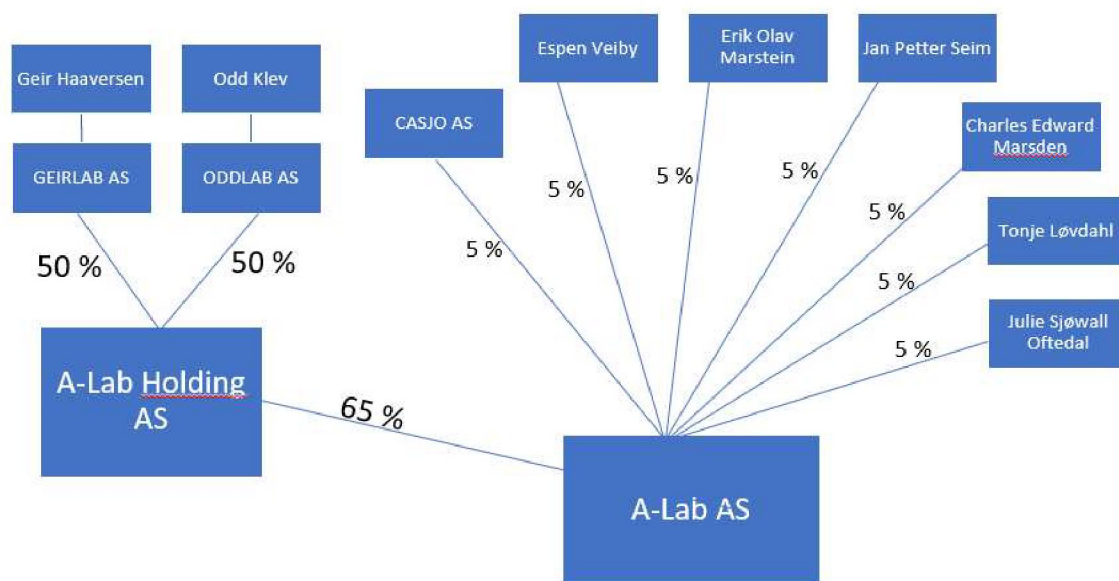 Geir Haaversen
Odd Klev
GEIRLAB AS
ODDLAB AS
50 %
50 %
A-Lab Holding
AS
65 %
CASJO AS
Espen Veiby
Erik Olav
Marstein
Jan Petter Seim
Charles Edward
Marsden
Tonje Løvdahl
Julie Sjøwall
Oftedal
5 %
5 %
5 %
5 %
5 %
5 %
5 %
A-Lab AS